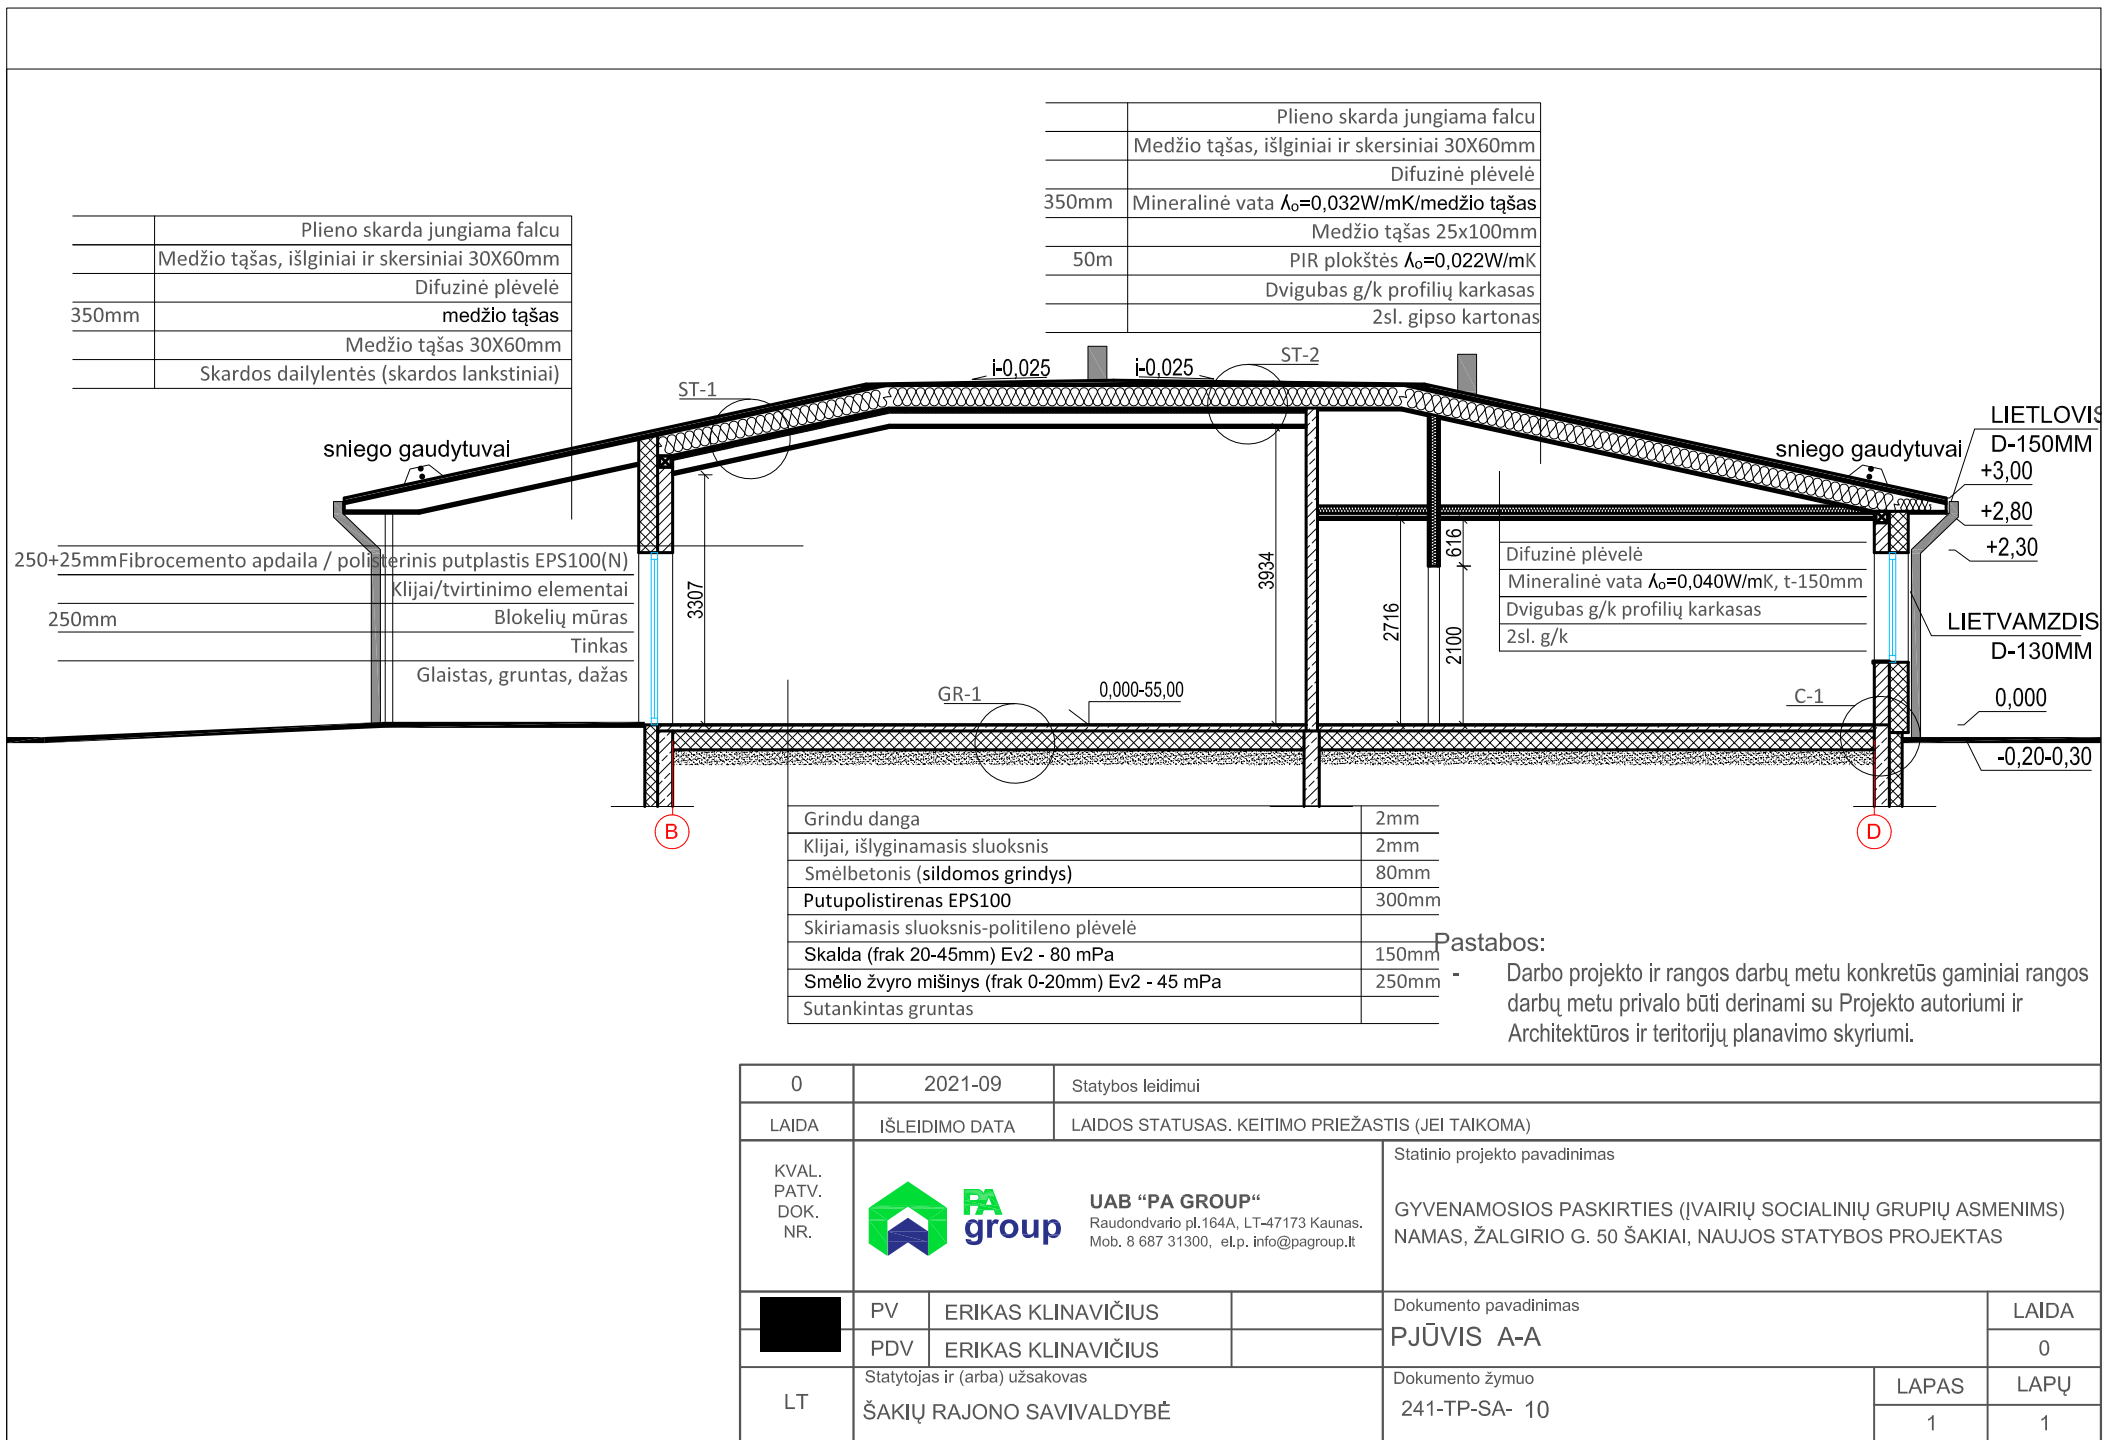 Plieno skarda jungiama falcu
Medžio tąšas, išlginiai ir skersiniai 30X60mm
Difuzinė plėvelė
350mm Mineralinė vata λo=0,032W/mK/medžio tąšas
Medžio tąšas 25x100mm
50m PIR plokštės λo=0,022W/mK
Dvigubas g/k profilių karkasas
2sl. gipso kartonas
Plieno skarda jungiama falcu
Medžio tąšas, išlginiai ir skersiniai 30X60mm
Difuzinė plėvelė
350mm medžio tąšas
Medžio tąšas 30X60mm
Skardos dailylentės (skardos lankstiniai)
i-0,025
i-0,025
ST-2
ST-1
sniego gaudytuvai
sniego gaudytuvai
LIETLOVIS
D-150MM
+3,00
+2,80
+2,30
250+25mm Fibrocemento apdaila / polisterinis putplastis EPS100(N)
Klijai/tvirtinimo elementai
250mm Blokelių mūras
Tinkas
Glaistas, gruntas, dažas
3307
3934
2716
616
2100
Difuzinė plėvelė
Mineralinė vata λo=0,040W/mK, t-150mm
Dvigubas g/k profilių karkasas
2sl. g/k
LIETVAMZDIS
D-130MM
GR-1
0,000-55,00
C-1
0,000
-0,20-0,30
B
D
Grindu danga 2mm
Klijai, išlyginamasis sluoksnis 2mm
Smėlbetonis (sildomos grindys) 80mm
Putupolistirenas EPS100 300mm
Skiriamasis sluoksnis-politileno plėvelė
Skalda (frak 20-45mm) Ev2 - 80 mPa 150mm
Smėlio žvyro mišinys (frak 0-20mm) Ev2 - 45 mPa 250mm
Sutankintas gruntas
Pastabos:
- Darbo projekto ir rangos darbų metu konkretūs gaminiai rangos
darbų metu privalo būti derinami su Projekto autoriumi ir
Architektūros ir teritorijų planavimo skyriumi.
0 2021-09 Statybos leidimui
LAIDA IŠLEIDIMO DATA LAIDOS STATUSAS. KEITIMO PRIEŽASTIS (JEI TAIKOMA)
KVAL.
PATV.
DOK.
NR.
PA
group
UAB “PA GROUP“
Raudondvario pl.164A, LT-47173 Kaunas.
Mob. 8 687 31300, el.p. info@pagroup.lt
Statinio projekto pavadinimas
GYVENAMOSIOS PASKIRTIES (ĮVAIRIŲ SOCIALINIŲ GRUPIŲ ASMENIMS)
NAMAS, ŽALGIRIO G. 50 ŠAKIAI, NAUJOS STATYBOS PROJEKTAS
PV ERIKAS KLINAVIČIUS
PDV ERIKAS KLINAVIČIUS
Dokumento pavadinimas
PJŪVIS A-A
LAIDA
0
LT
Statytojas ir (arba) užsakovas
ŠAKIŲ RAJONO SAVIVALDYBĖ
Dokumento žymuo
241-TP-SA- 10
LAPAS LAPŲ
1 1